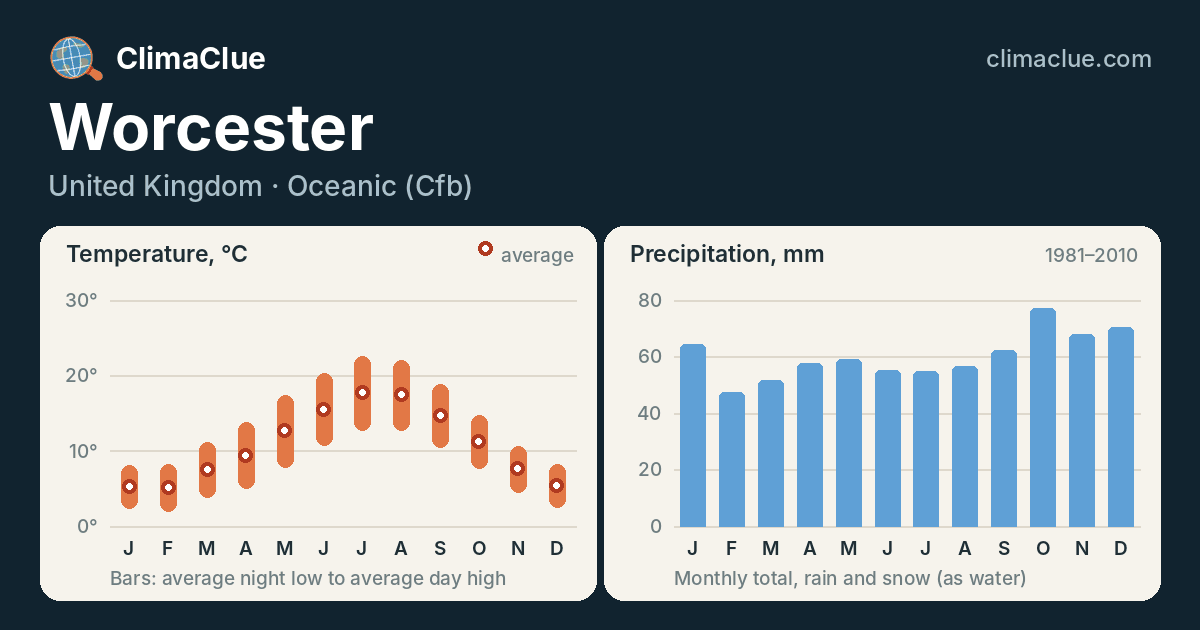 ClimaClue
climaclue.com
Worcester
United Kingdom · Oceanic (Cfb)
Temperature, °C
average
30°
20°
10°
0°
J F M A M J J A S O N D
Bars: average night low to average day high
Precipitation, mm
1981–2010
80
60
40
20
0
J F M A M J J A S O N D
Monthly total, rain and snow (as water)